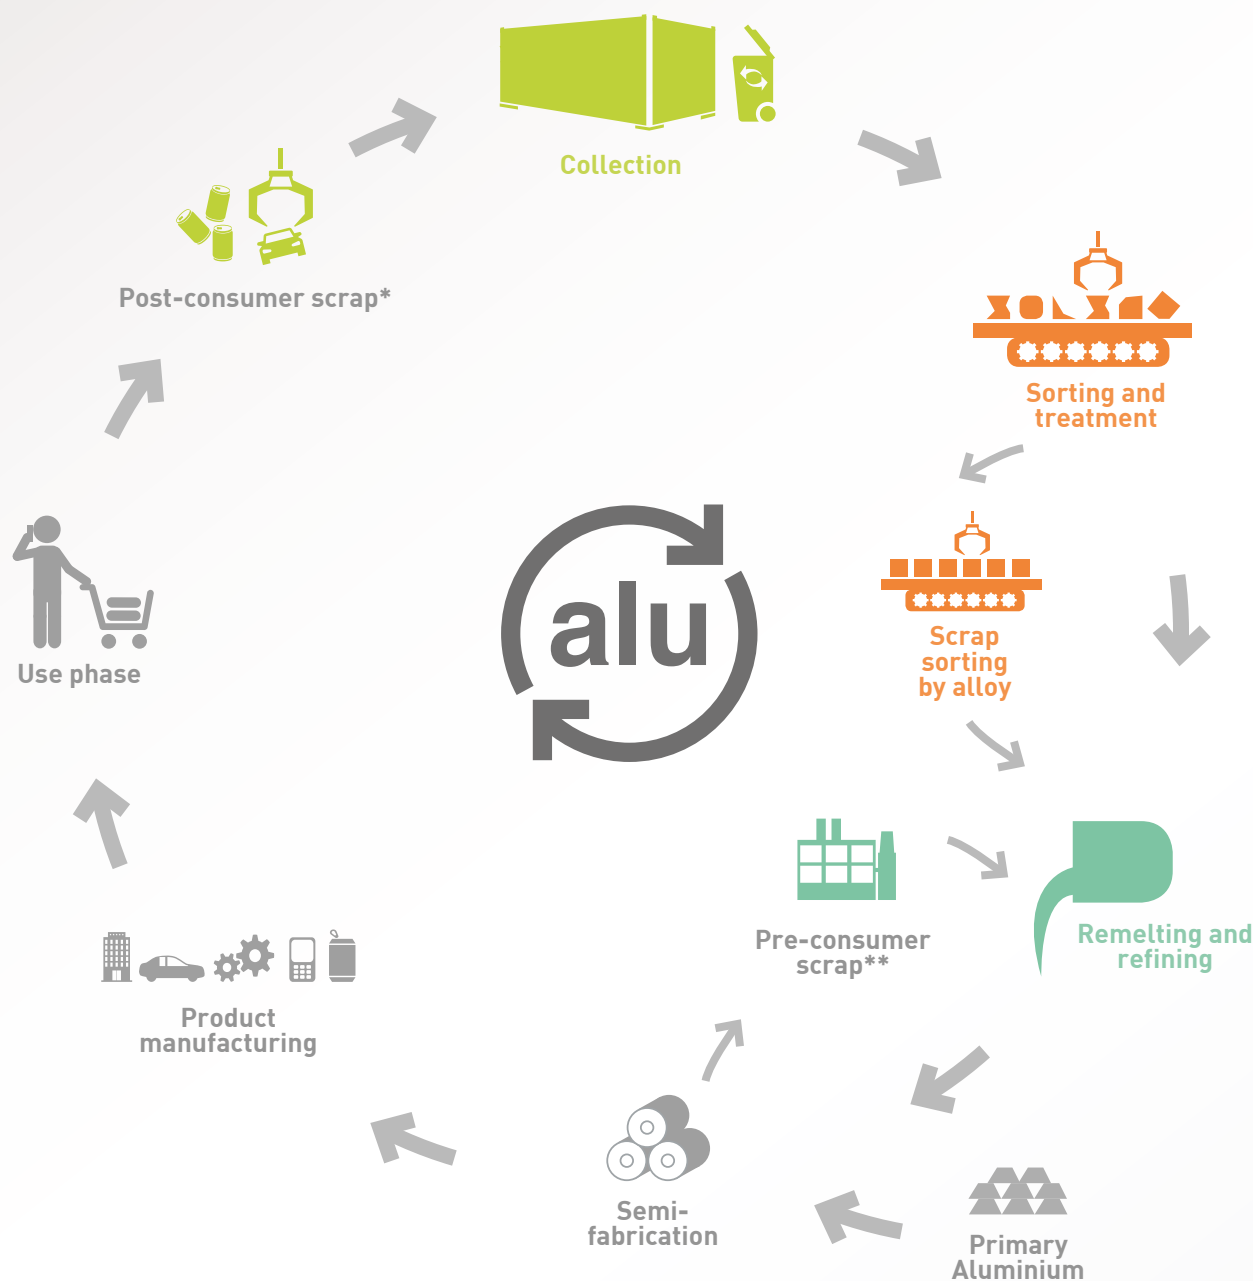 Collection
Post-consumer scrap*
Sorting and
treatment
alu
Scrap
sorting
by alloy
Use phase
Pre-consumer
scrap**
Remelting and
refining
Product
manufacturing
Semi-
fabrication
Primary
Aluminium